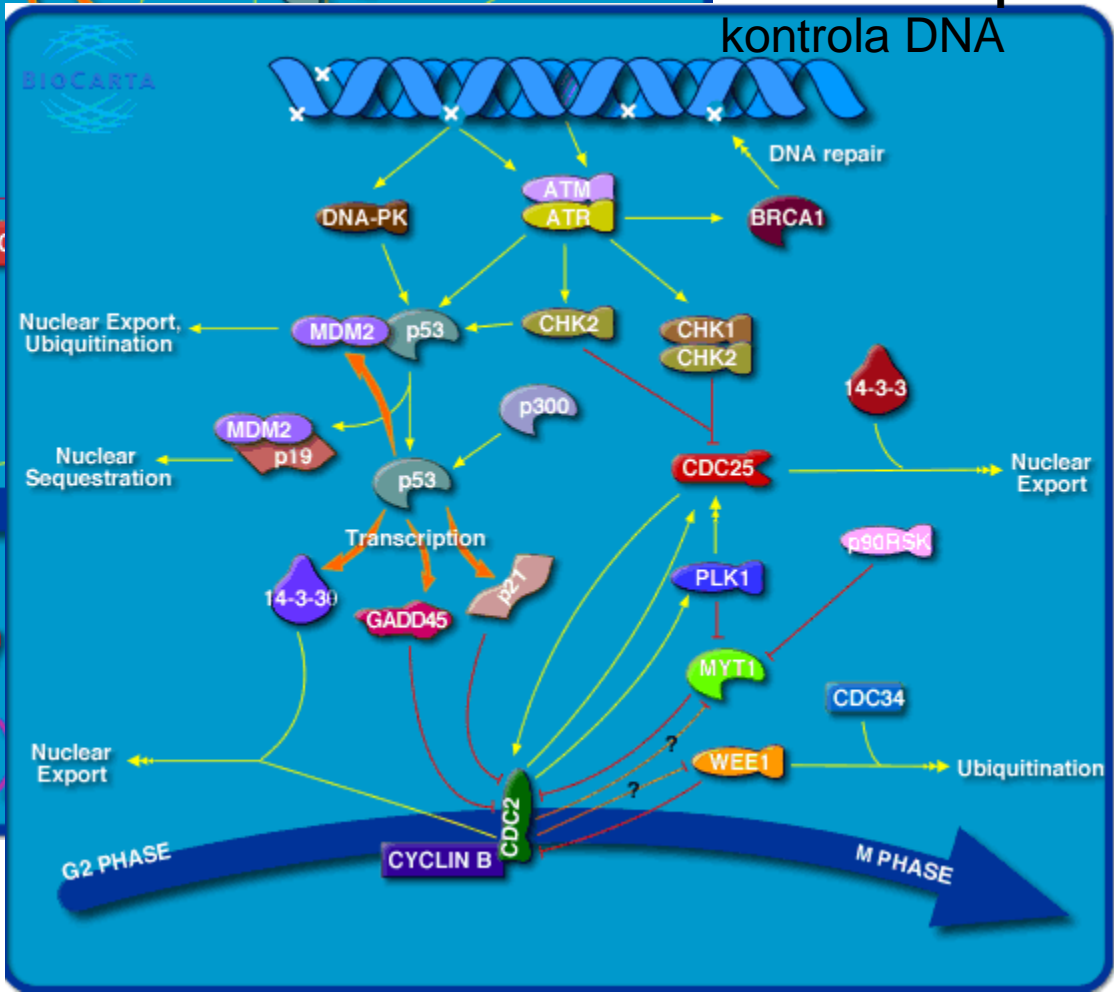 kontrola DNA
BIOCARTA
DNA repair
ATM
ATR
DNA-PK
BRCA1
Nuclear Export,
Ubiquitination
MDM2
p53
CHK2
CHK1
CHK2
14-3-3
p300
MDM2
p19
Nuclear
Sequestration
p53
CDC25
Nuclear
Export
Transcription
p90RSK
14-3-3θ
GADD45
p21
PLK1
MYT1
CDC34
?
Nuclear
Export
WEE1
?
Ubiquitination
CDC2
CYCLIN B
G2 PHASE
M PHASE